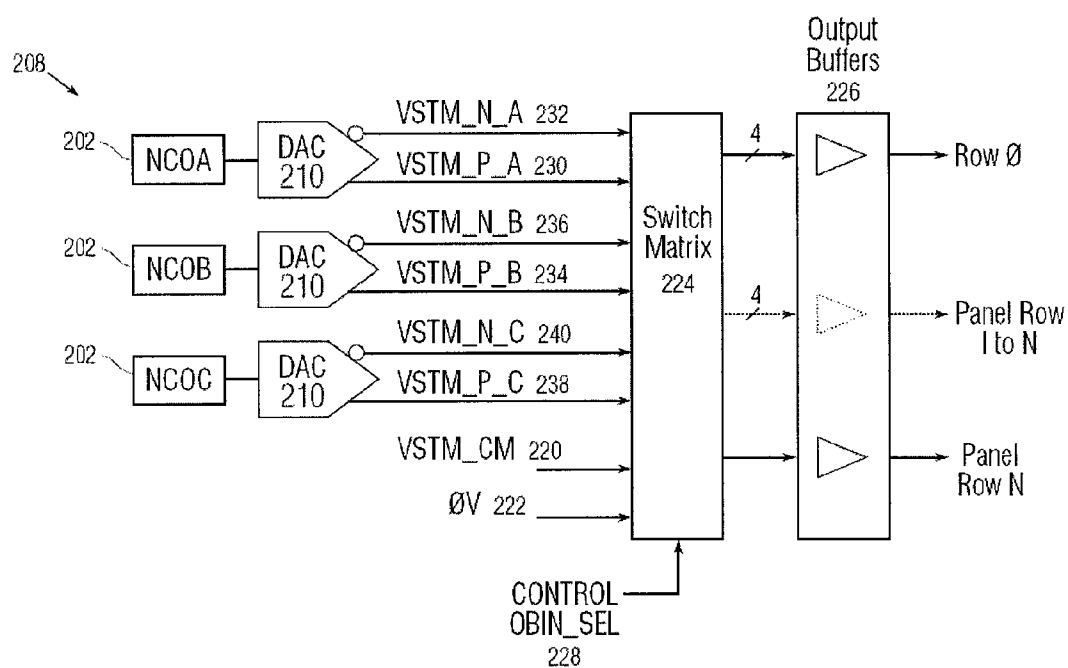 208
Output
Buffers
226
202
NCOA
DAC
210
VSTM_N_A 232
VSTM_P_A 230
4
Row Ø
202
NCOB
DAC
210
VSTM_N_B 236
VSTM_P_B 234
Switch
Matrix
224
4
Panel Row
1 to N
202
NCOC
DAC
210
VSTM_N_C 240
VSTM_P_C 238
VSTM_CM 220
ØV 222
Panel
Row N
CONTROL
OBIN_SEL
228